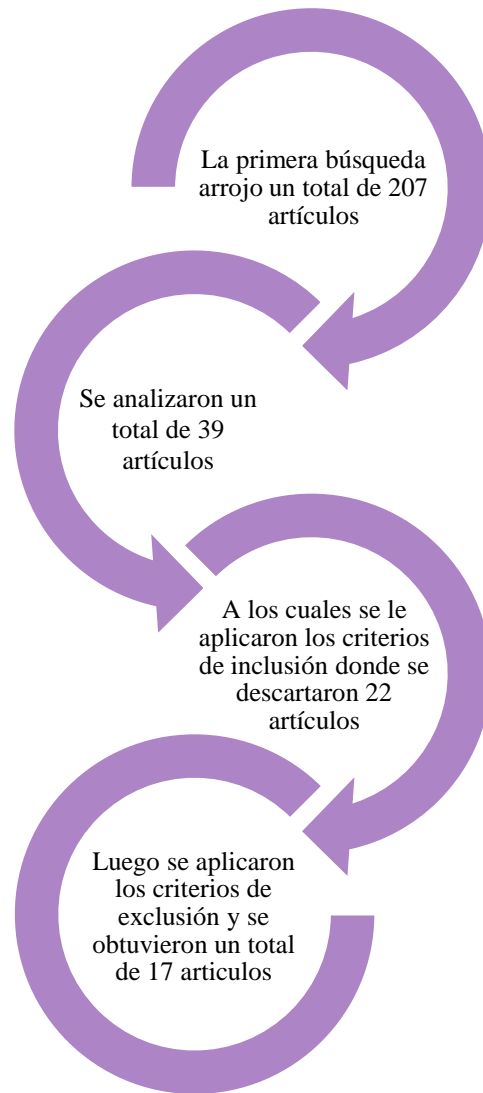 La primera búsqueda
arrojo un total de 207
artículos
Se analizaron un
total de 39
artículos
A los cuales se le
aplicaron los criterios
de inclusión donde se
descartaron 22
artículos
Luego se aplicaron
los criterios de
exclusión y se
obtuvieron un total
de 17 articulos